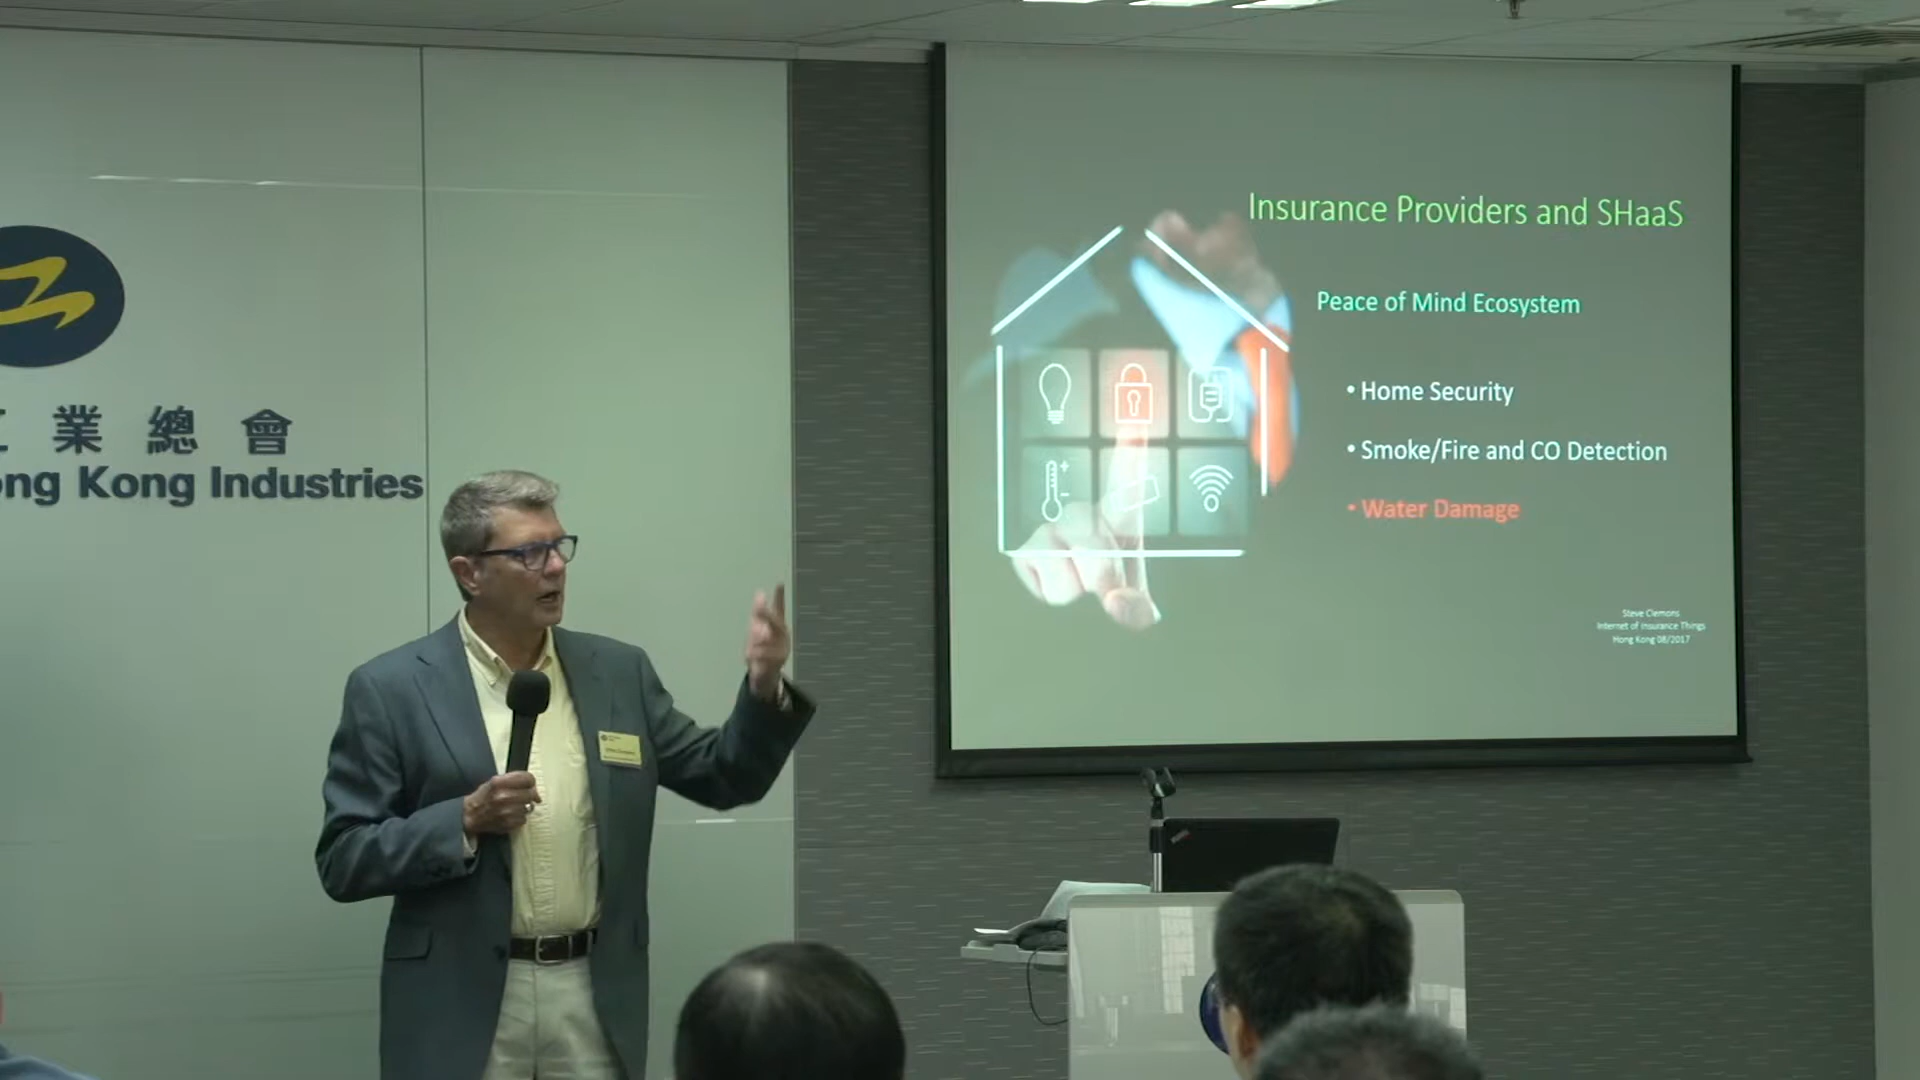 業總會
ong Kong Industries
Insurance Providers and SHaaS
Peace of Mind Ecosystem
• Home Security
• Smoke/Fire and CO Detection
• Water Damage
Steve Clemons
Internet of Insurance Things
Hong Kong 08/2017